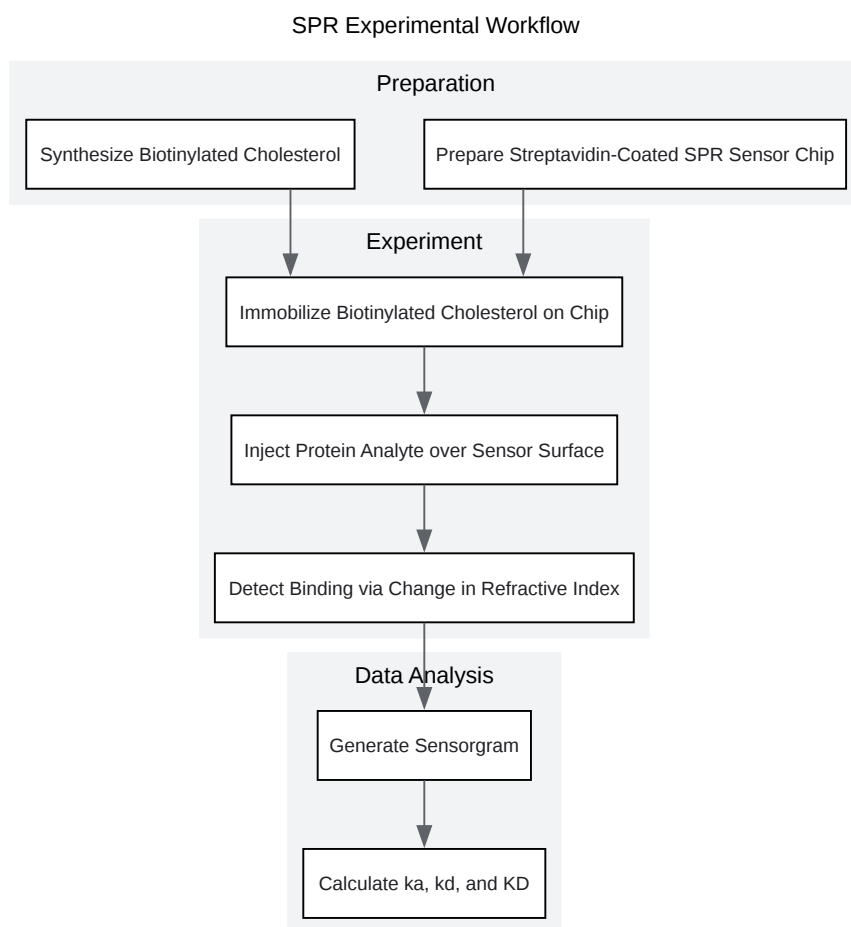 SPR Experimental Workflow
Preparation
Synthesize Biotinylated Cholesterol
Prepare Streptavidin-Coated SPR Sensor Chip
Experiment
Immobilize Biotinylated Cholesterol on Chip
Inject Protein Analyte over Sensor Surface
Detect Binding via Change in Refractive Index
Data Analysis
Generate Sensorgram
Calculate ka, kd, and KD